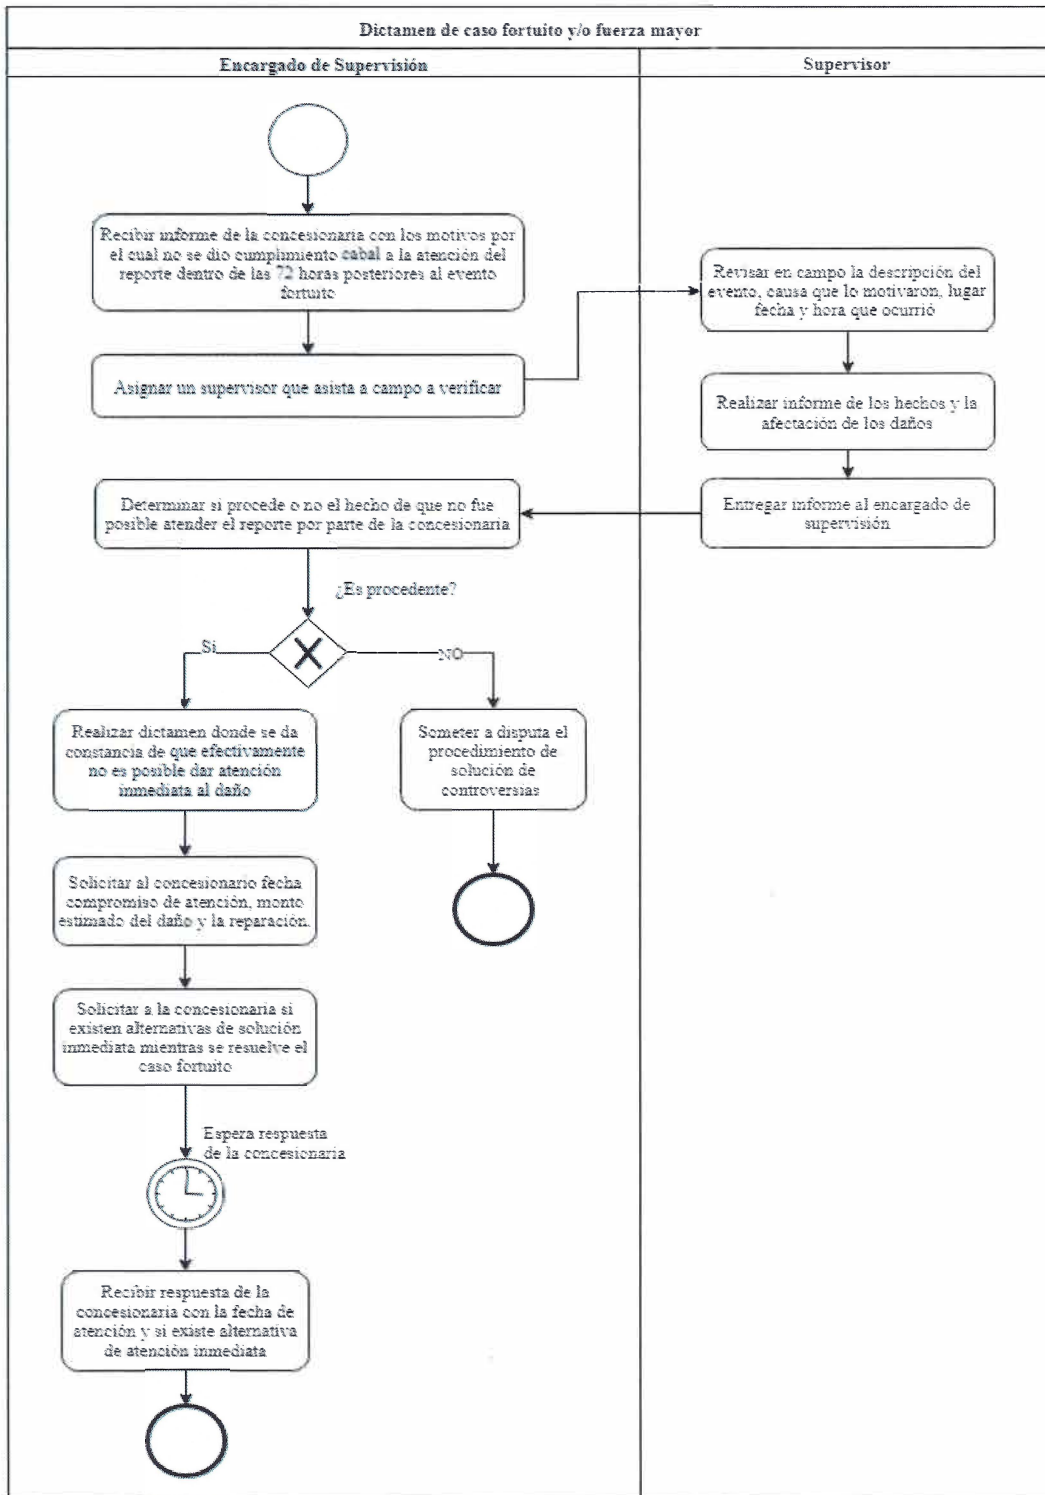 Dictamen de caso fortuito y/o fuerza mayor
Encargado de Supervisión
Supervisor
Recibir informe de la concesionaria con los motivos por
el cual no se dio cumplimiento cabal a la atención del
reporte dentro de las 72 horas posteriores al evento
fortuito
Asignar un supervisor que asista a campo a verificar
Revisar en campo la descripción del
evento, causa que lo motivaron, lugar
fecha y hora que ocurrió
Realizar informe de los hechos y la
afectación de los daños
Entregar informe al encargado de
supervisión
Determinar si procede o no el hecho de que no fue
posible atender el reporte por parte de la concesionaria
¿Es procedente?
Si
NO
Realizar dictamen donde se da
constancia de que efectivamente
no es posible dar atención
inmediata al daño
Someter a disputa el
procedimiento de
solución de
controversias
Solicitar al concesionario fecha
compromiso de atención, monto
estimado del daño y la reparación.
Solicitar a la concesionaria si
existen alternativas de solución
inmediata mientras se resuelve el
caso fortuito
Espera respuesta
de la concesionaria
Recibir respuesta de la
concesionaria con la fecha de
atención y si existe alternativa
de atención inmediata